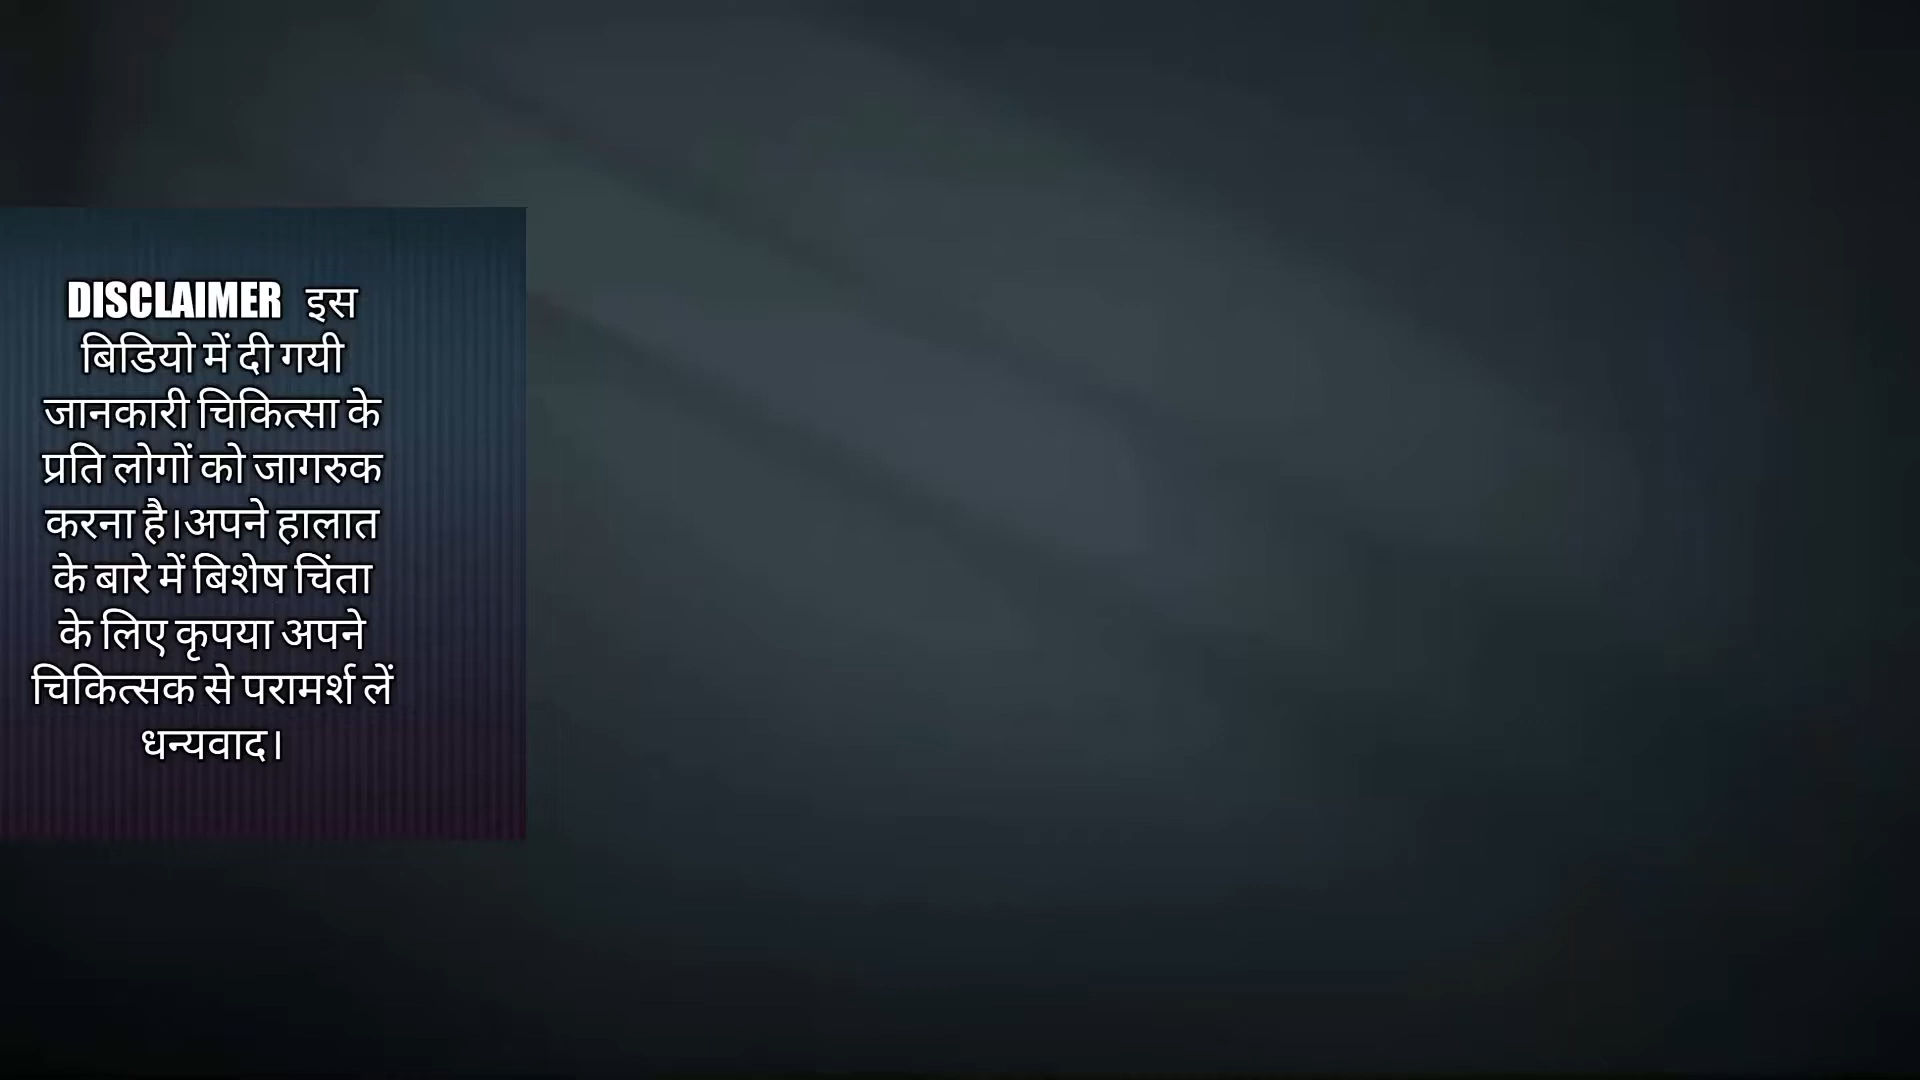 DISCLAIMER इस
बिडियो में दी गयी
जानकारी चिकित्सा के
प्रति लोगों को जागरुक
करना है।अपने हालात
के बारे में बिशेष चिंता
के लिए कृपया अपने
चिकित्सक से परामर्श लें
धन्यवाद।